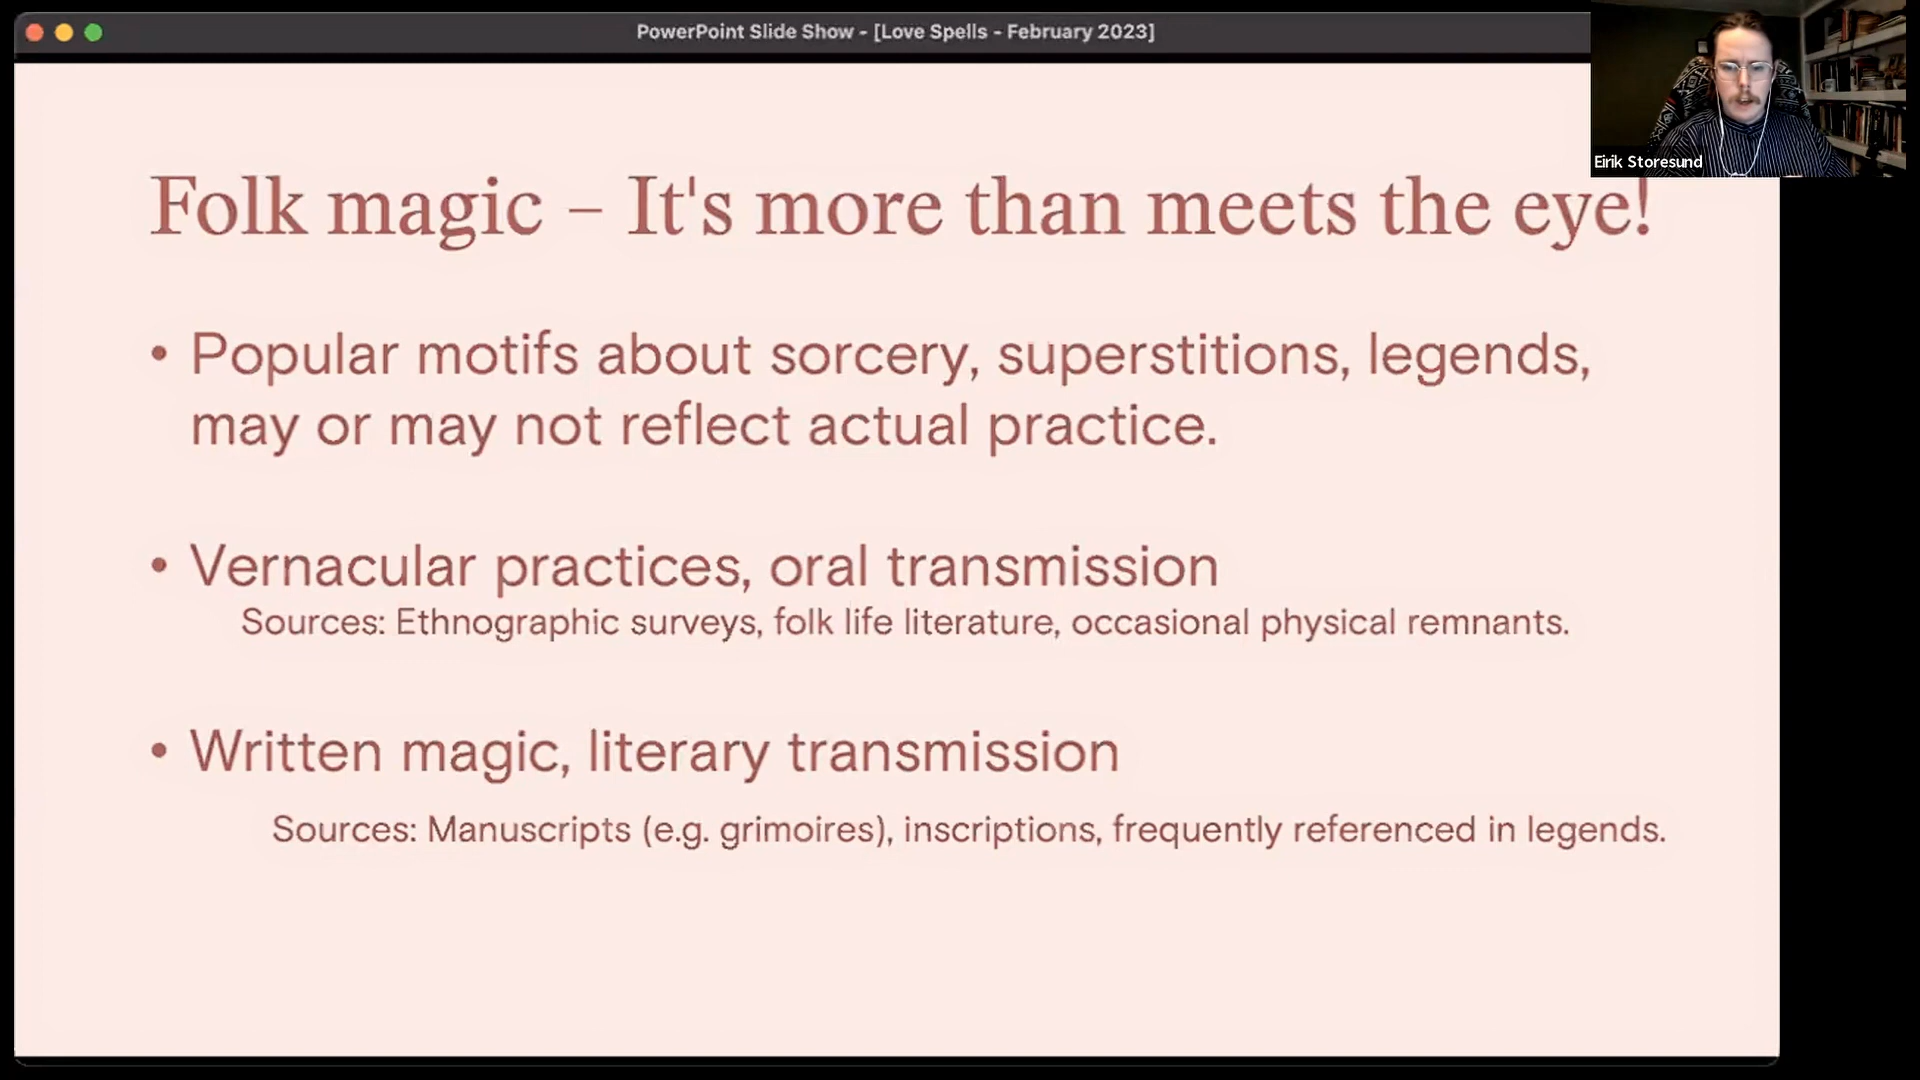 PowerPoint Slide Show - [Love Spells - February 2023]
Eirik Storesund
Folk magic – It's more than meets the eye!
• Popular motifs about sorcery, superstitions, legends,
may or may not reflect actual practice.
• Vernacular practices, oral transmission
Sources: Ethnographic surveys, folk life literature, occasional physical remnants.
• Written magic, literary transmission
Sources: Manuscripts (e.g. grimoires), inscriptions, frequently referenced in legends.